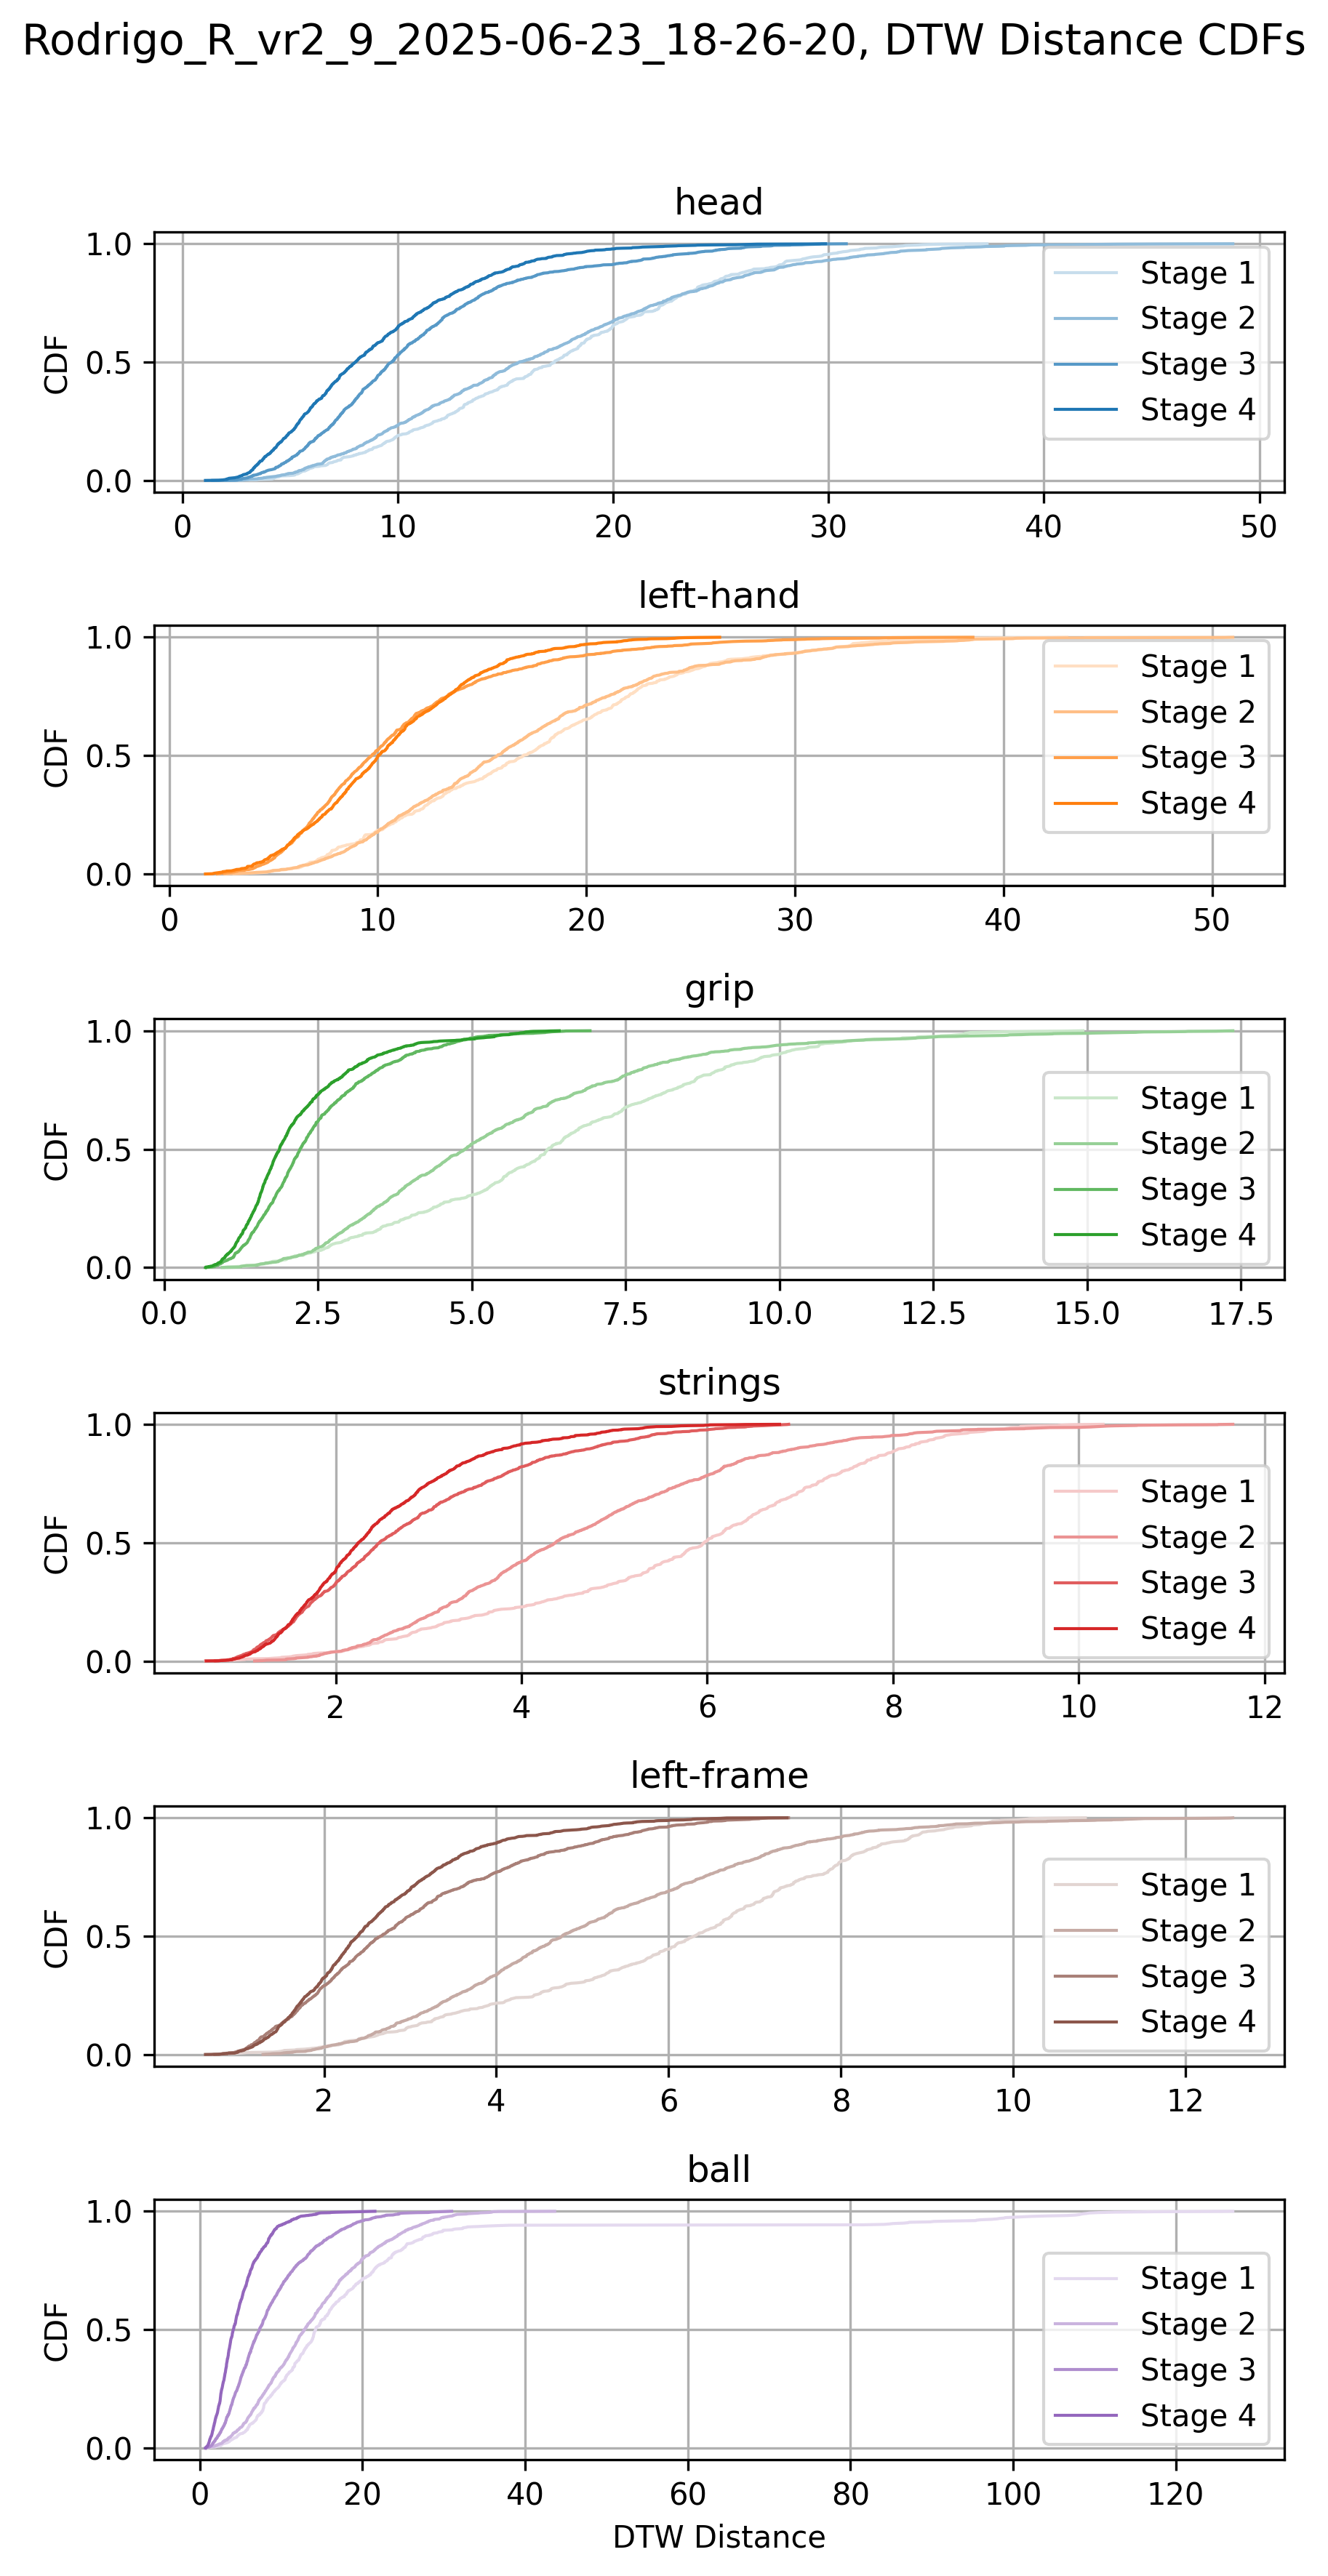 Rodrigo_R_vr2_9_2025-06-23_18-26-20, DTW Distance CDFs
head
1.0
0.5
0.0
CDF
Stage 1
Stage 2
Stage 3
Stage 4
0 10 20 30 40 50
left-hand
1.0
0.5
0.0
CDF
Stage 1
Stage 2
Stage 3
Stage 4
0 10 20 30 40 50
grip
1.0
0.5
0.0
CDF
Stage 1
Stage 2
Stage 3
Stage 4
0.0 2.5 5.0 7.5 10.0 12.5 15.0 17.5
strings
1.0
0.5
0.0
CDF
Stage 1
Stage 2
Stage 3
Stage 4
2 4 6 8 10 12
left-frame
1.0
0.5
0.0
CDF
Stage 1
Stage 2
Stage 3
Stage 4
2 4 6 8 10 12
ball
1.0
0.5
0.0
CDF
Stage 1
Stage 2
Stage 3
Stage 4
0 20 40 60 80 100 120
DTW Distance